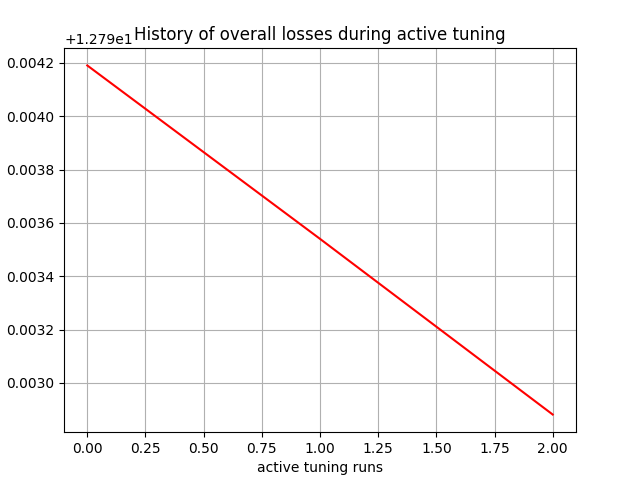 History of overall losses during active tuning
+1.279e1
0.0042
0.0040
0.0038
0.0036
0.0034
0.0032
0.0030
0.00 0.25 0.50 0.75 1.00 1.25 1.50 1.75 2.00
active tuning runs